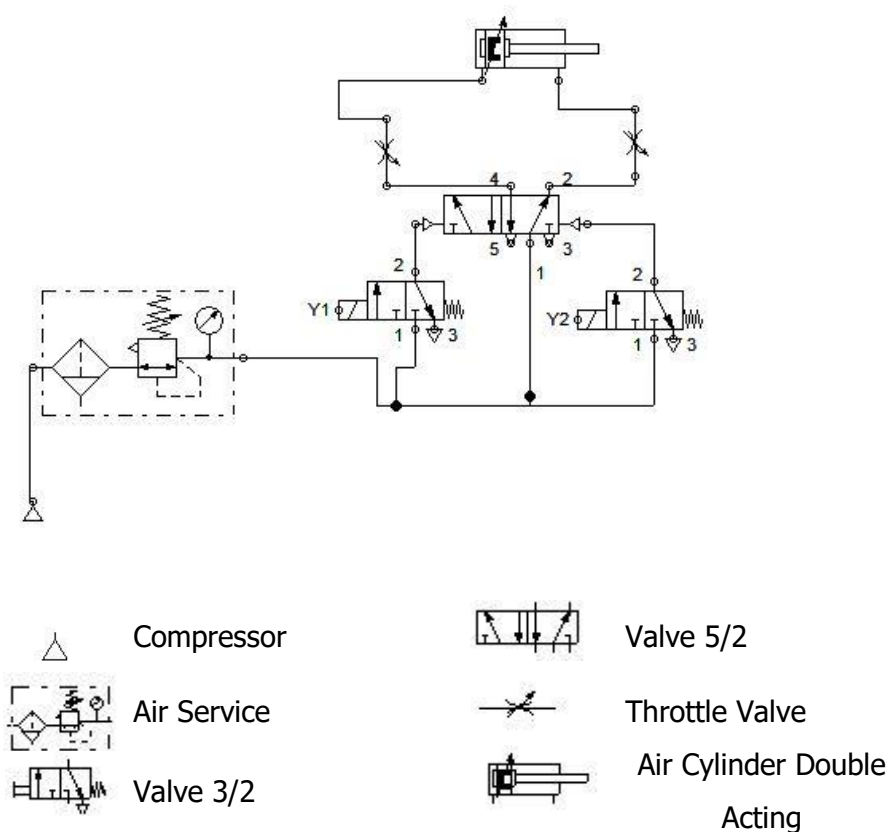 4 2
5 3
1
2
Y1
1 3
2
Y2
1 3
Compressor
Valve 5/2
Air Service
Throttle Valve
Valve 3/2
Air Cylinder Double
Acting